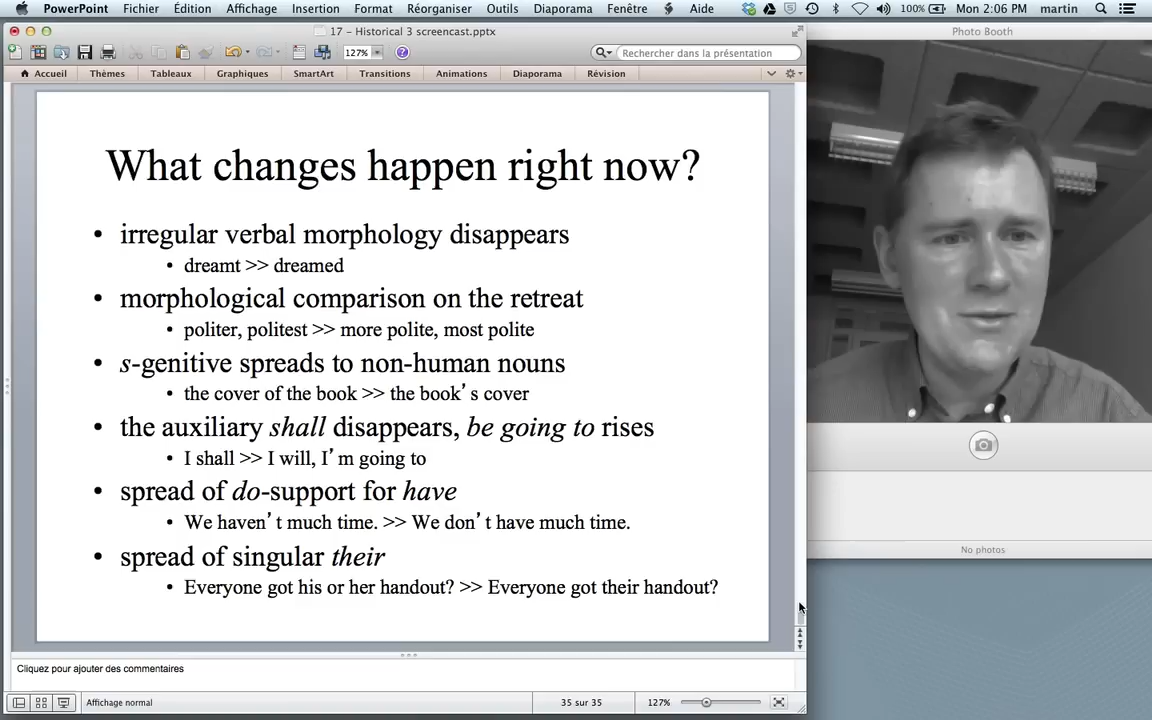 PowerPoint Fichier Édition Affichage Insertion Format Réorganiser Outils Diaporama Fenêtre Aide 100% Mon 2:06 PM martin
17 – Historical 3 screencast.pptx
Photo Booth
127%
Rechercher dans la présentation
Accueil Thèmes Tableaux Graphiques SmartArt Transitions Animations Diaporama Révision
What changes happen right now?
• irregular verbal morphology disappears
• dreamt >> dreamed
• morphological comparison on the retreat
• politer, politest >> more polite, most polite
• s-genitive spreads to non-human nouns
• the cover of the book >> the book's cover
• the auxiliary shall disappears, be going to rises
• I shall >> I will, I'm going to
• spread of do-support for have
• We haven't much time. >> We don't have much time.
• spread of singular their
• Everyone got his or her handout? >> Everyone got their handout?
No photos
Cliquez pour ajouter des commentaires
Affichage normal 35 sur 35 127%